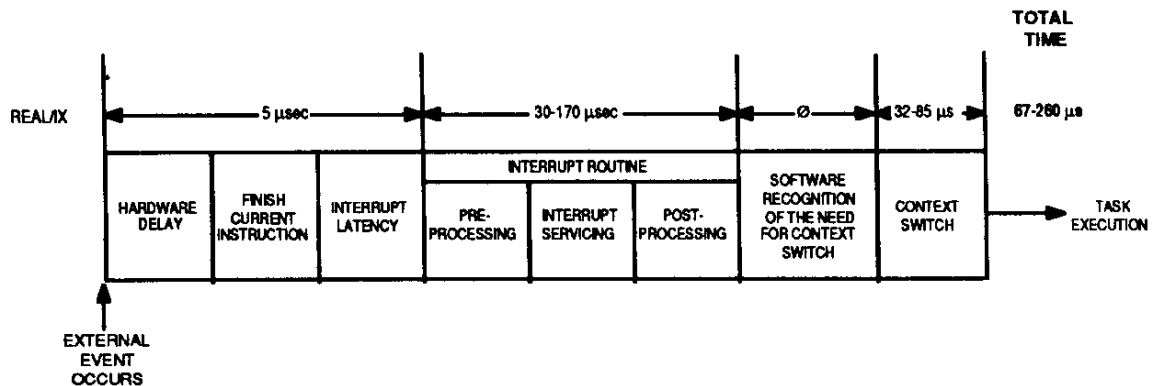 TOTAL
TIME
REAL/IX
5 μsec
30-170 μsec
Ø
32-85 μs
67-260 μs
HARDWARE
DELAY
FINISH
CURRENT
INSTRUCTION
INTERRUPT
LATENCY
INTERRUPT ROUTINE
PRE-
PROCESSING
INTERRUPT
SERVICING
POST-
PROCESSING
SOFTWARE
RECOGNITION
OF THE NEED
FOR CONTEXT
SWITCH
CONTEXT
SWITCH
TASK
EXECUTION
EXTERNAL
EVENT
OCCURS